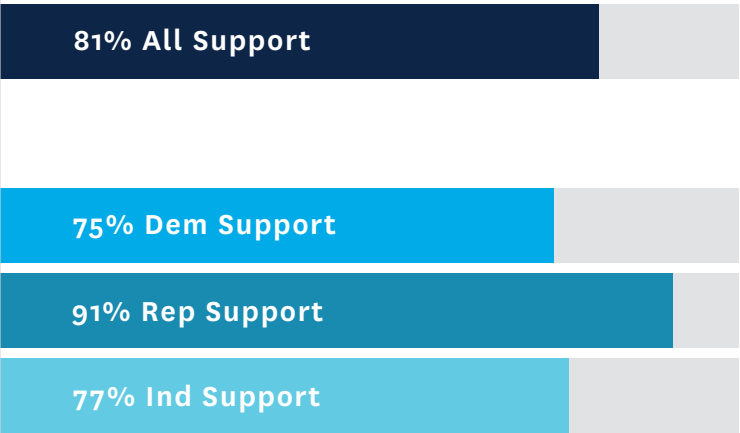 81% All Support
75% Dem Support
91% Rep Support
77% Ind Support